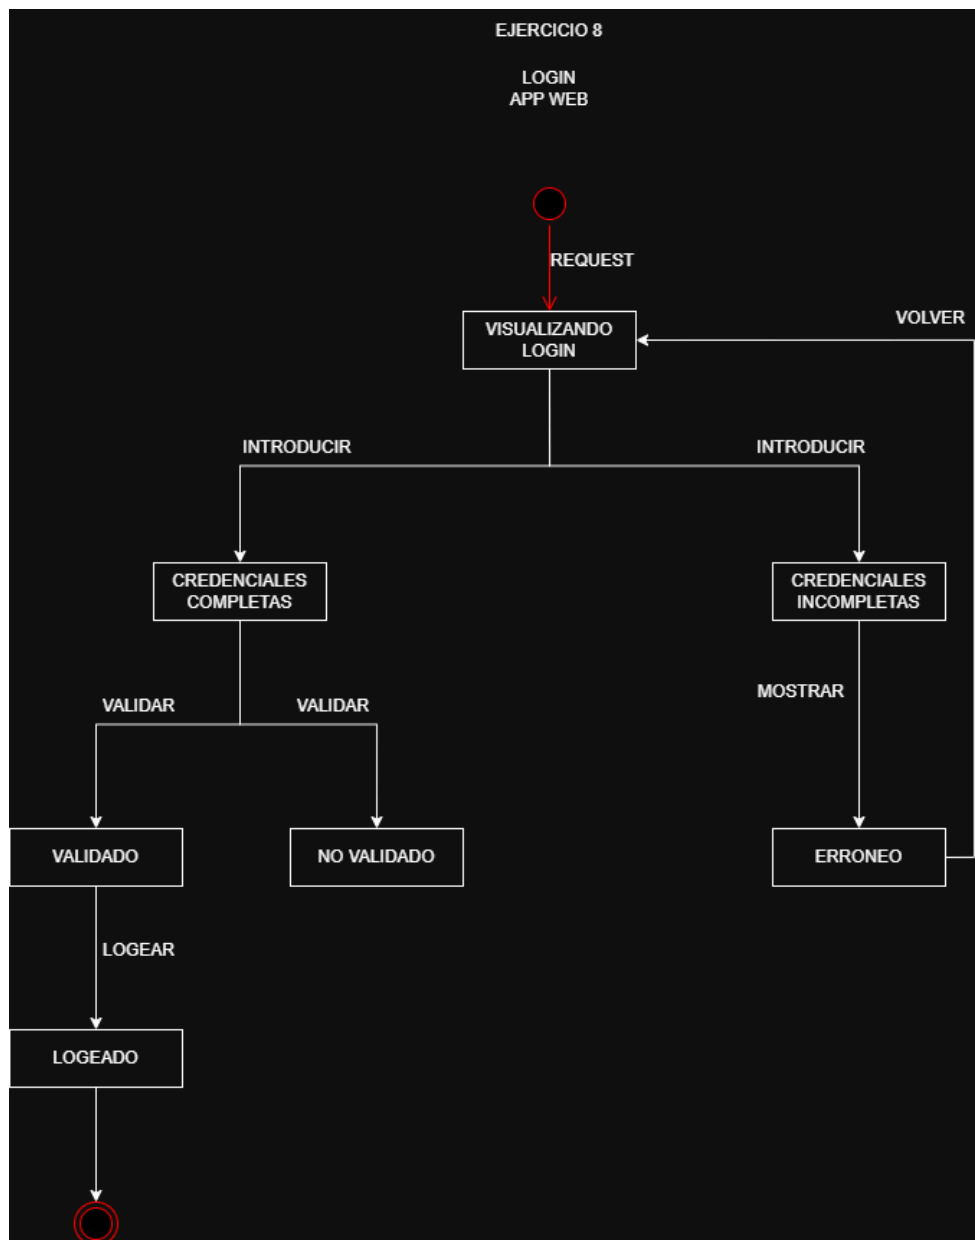 EJERCICIO 8
LOGIN
APP WEB
REQUEST
VOLVER
VISUALIZANDO
LOGIN
INTRODUCIR
INTRODUCIR
CREDENCIALES
COMPLETAS
CREDENCIALES
INCOMPLETAS
MOSTRAR
VALIDAR
VALIDAR
VALIDADO
NO VALIDADO
ERRONEO
LOGEAR
LOGEADO